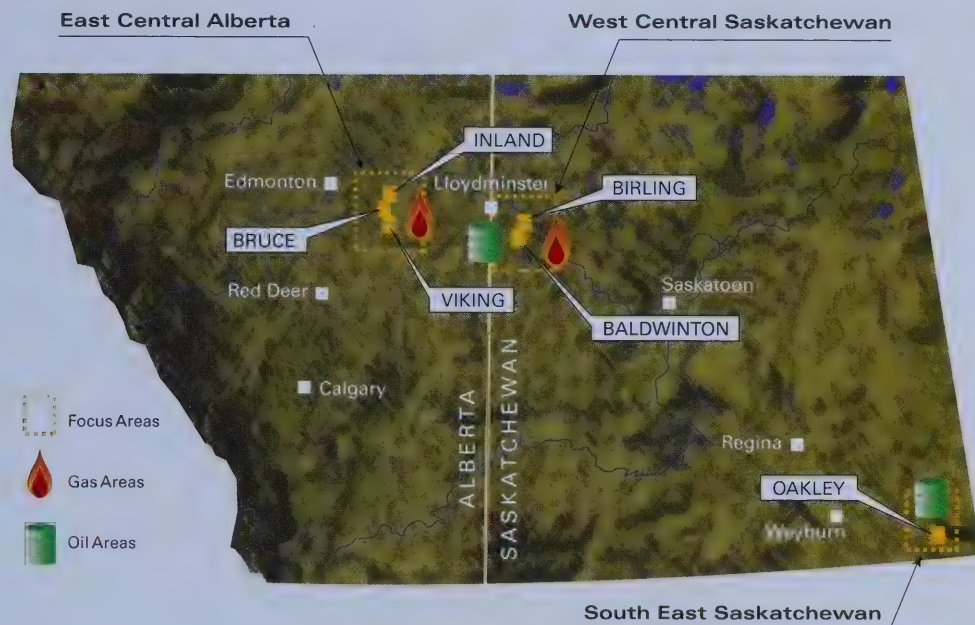 East Central Alberta
West Central Saskatchewan
INLAND
Edmonton
Lloydminster
BIRLING
BRUCE
Red Deer
VIKING
Saskatoon
BALDWINTON
Calgary
ALBERTA
SASKATCHEWAN
Focus Areas
Gas Areas
Oil Areas
Regina
OAKLEY
Weyburn
South East Saskatchewan